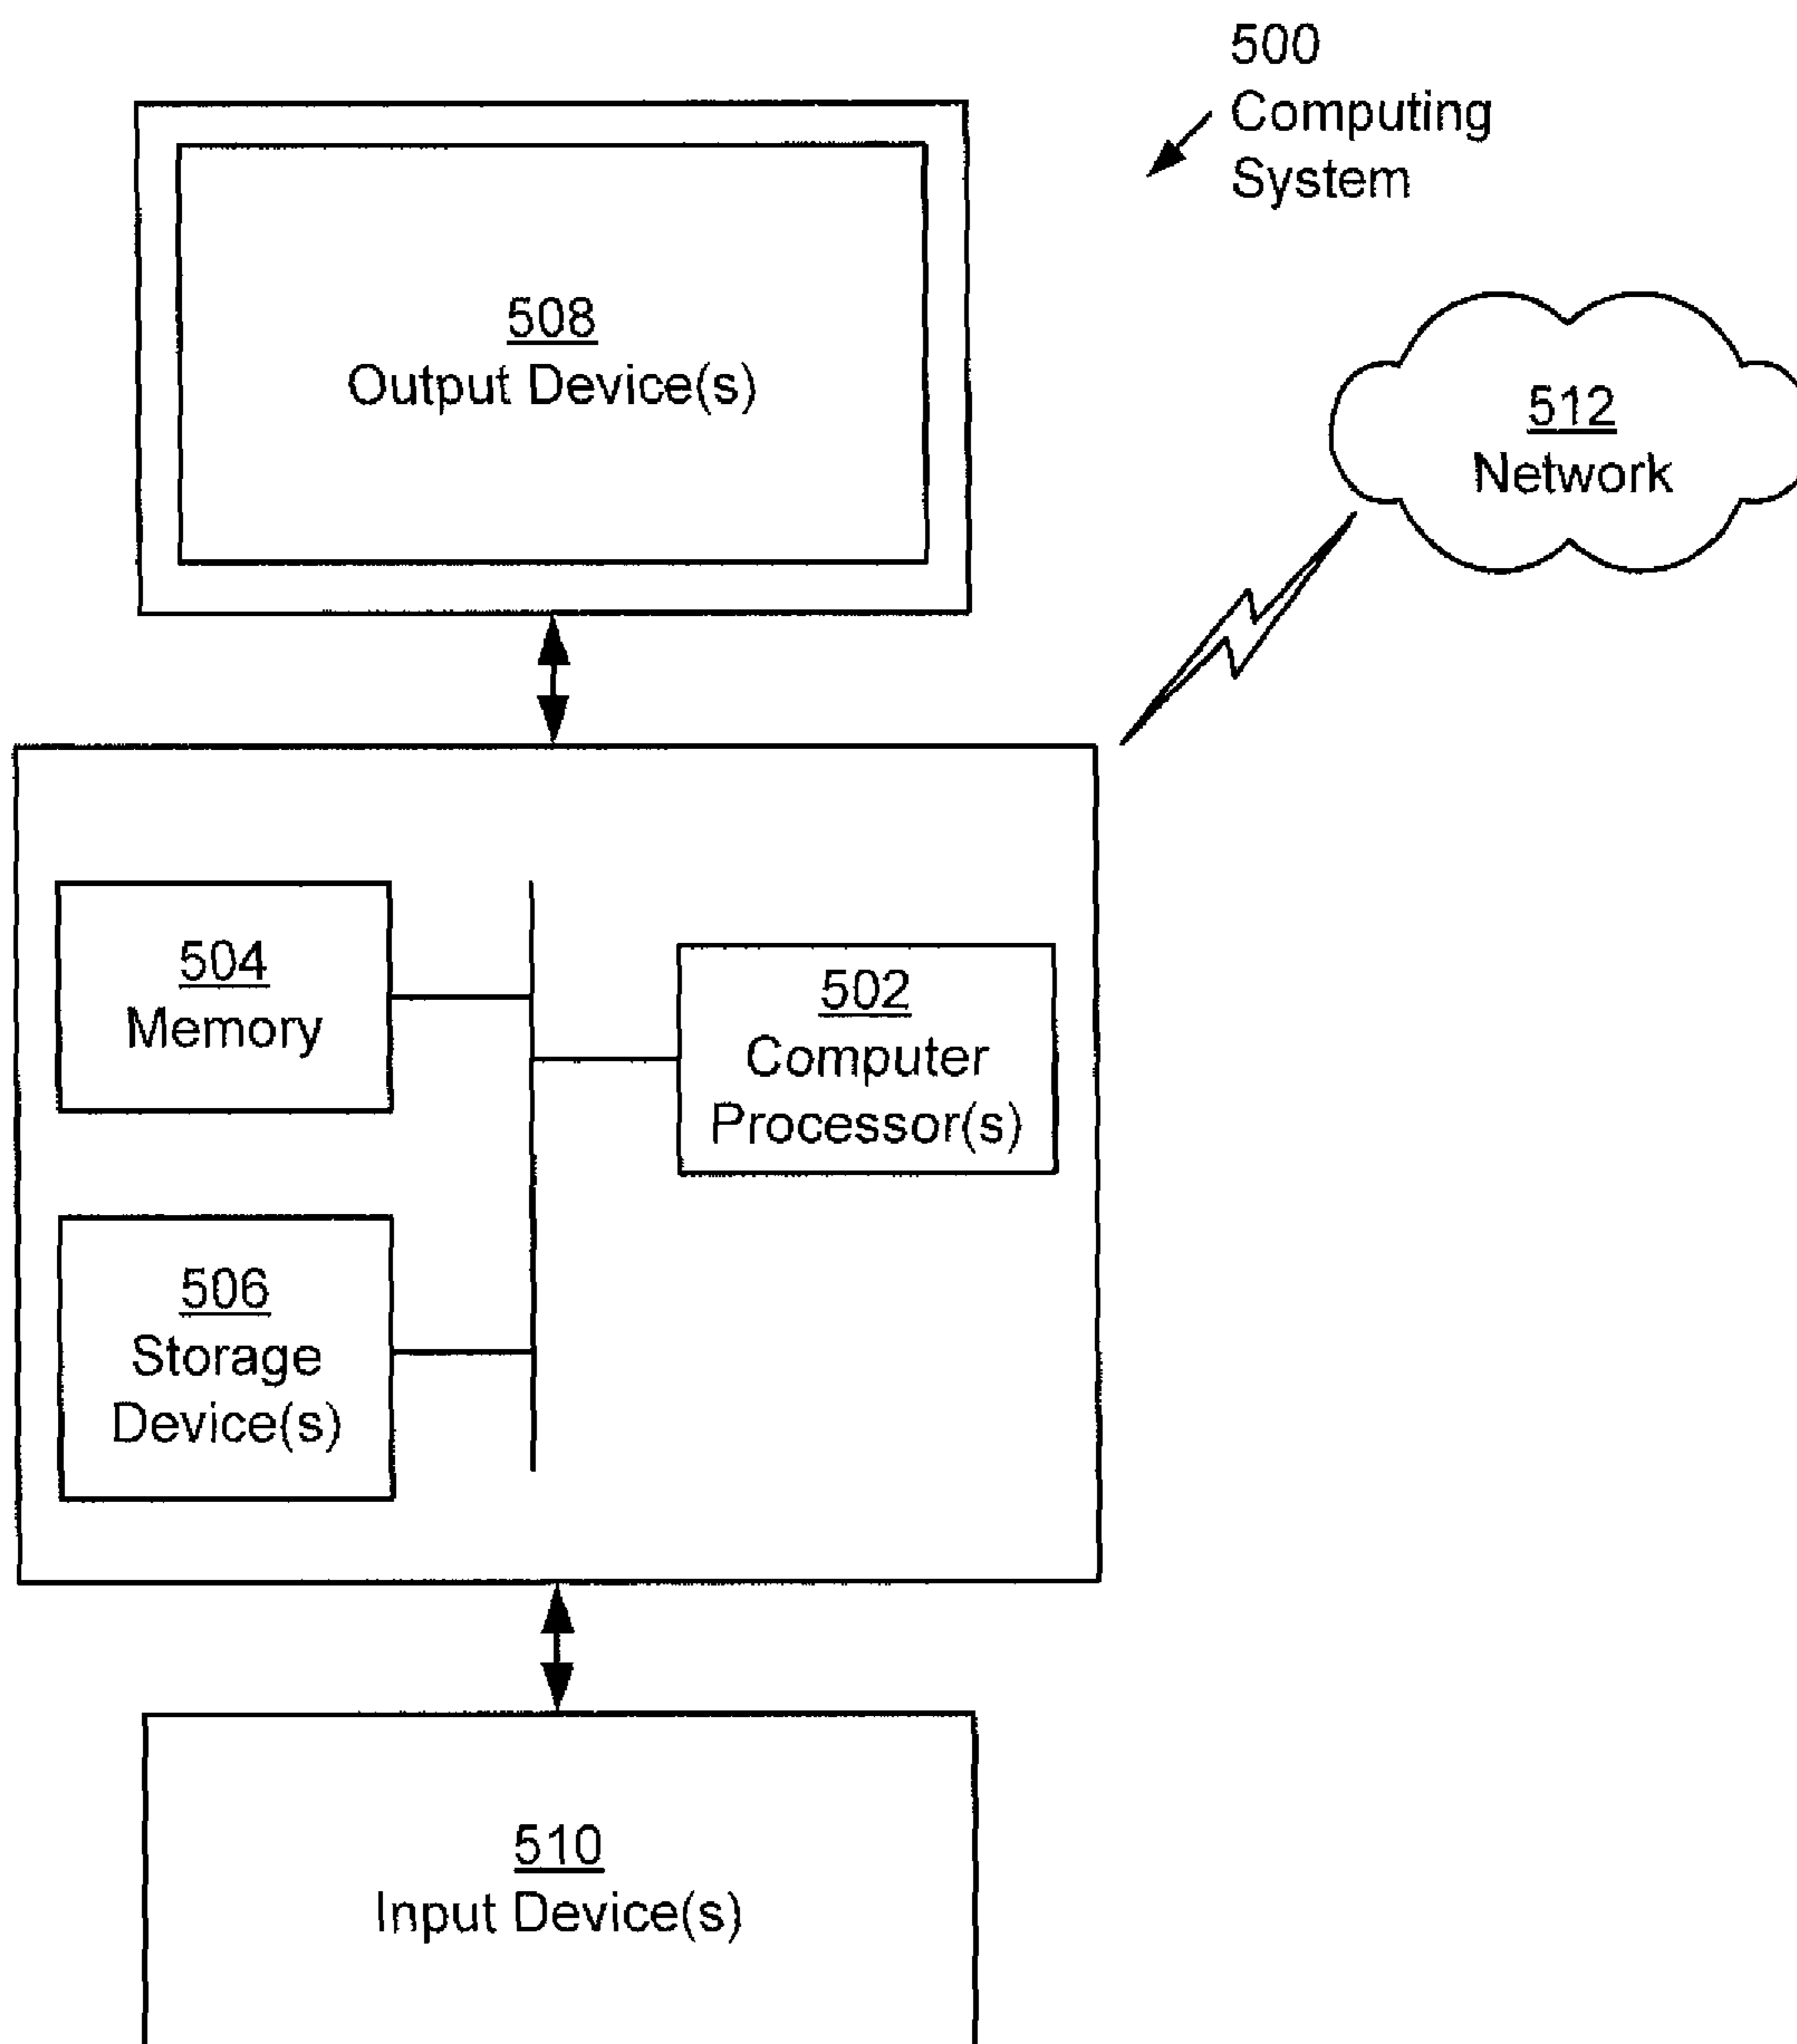 500
Computing
System
508
Output Device(s)
512
Network
504
Memory
502
Computer
Processor(s)
506
Storage
Device(s)
510
Input Device(s)